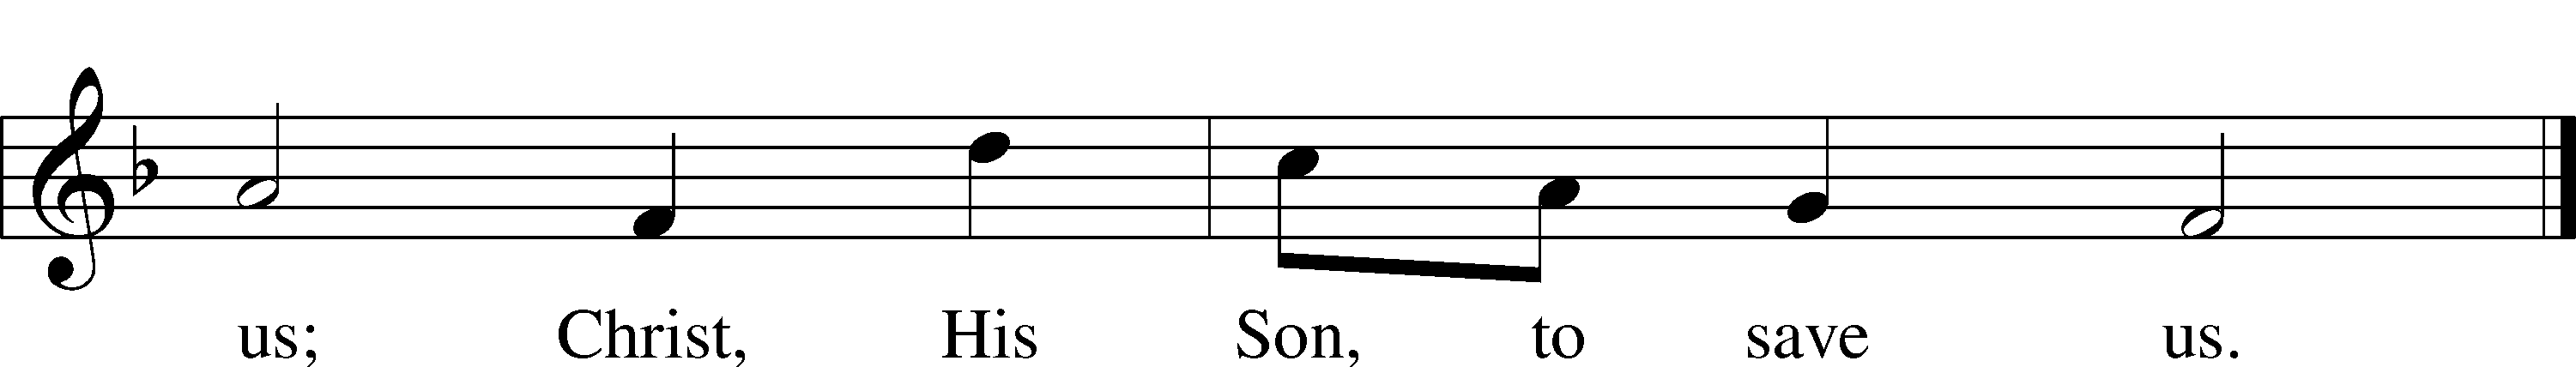 us; Christ, His Son, to save us.